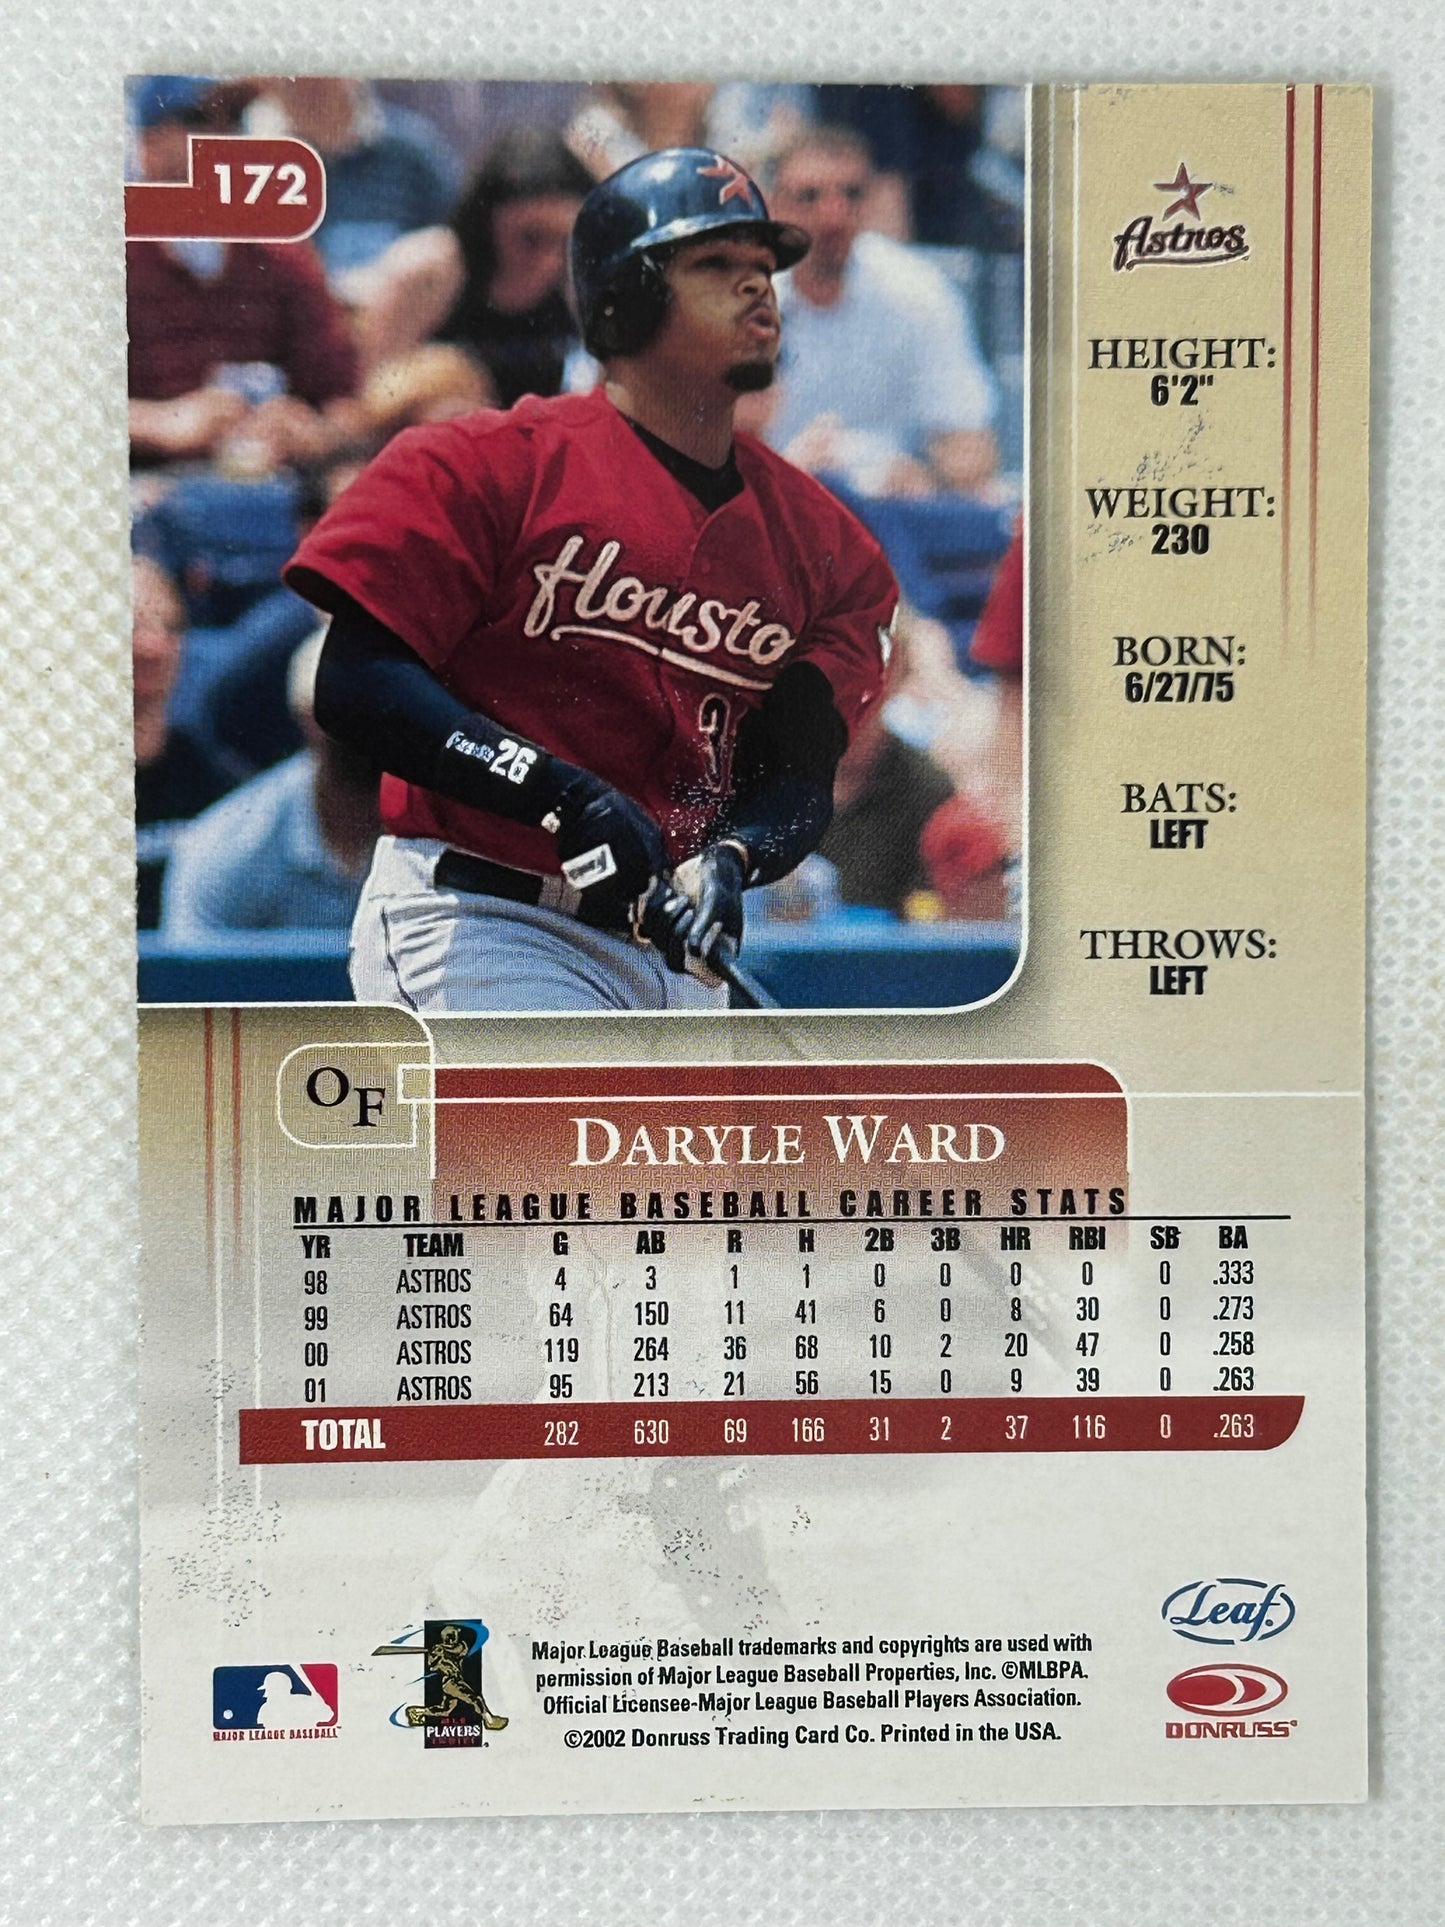 172
Astros
HEIGHT:
6'2"
WEIGHT:
230
BORN:
6/27/75
BATS:
LEFT
THROWS:
LEFT
Houston
3
26
OF
DARYLE WARD
MAJOR LEAGUE BASEBALL CAREER STATS
YR TEAM G AB R H 2B 3B HR RBI SB BA
98 ASTROS 4 3 1 1 0 0 0 0 0 .333
99 ASTROS 64 150 11 41 6 0 8 30 0 .273
00 ASTROS 119 264 36 68 10 2 20 47 0 .258
01 ASTROS 95 213 21 56 15 0 9 39 0 .263
TOTAL 282 630 69 166 31 2 37 116 0 .263
Major League Baseball trademarks and copyrights are used with
permission of Major League Baseball Properties, Inc. ©MLBPA.
Official Licensee-Major League Baseball Players Association.
©2002 Donruss Trading Card Co. Printed in the USA.
MAJOR LEAGUE BASEBALL™
MLB
PLAYERS
CHOICE
Leaf.
DONRUSS®